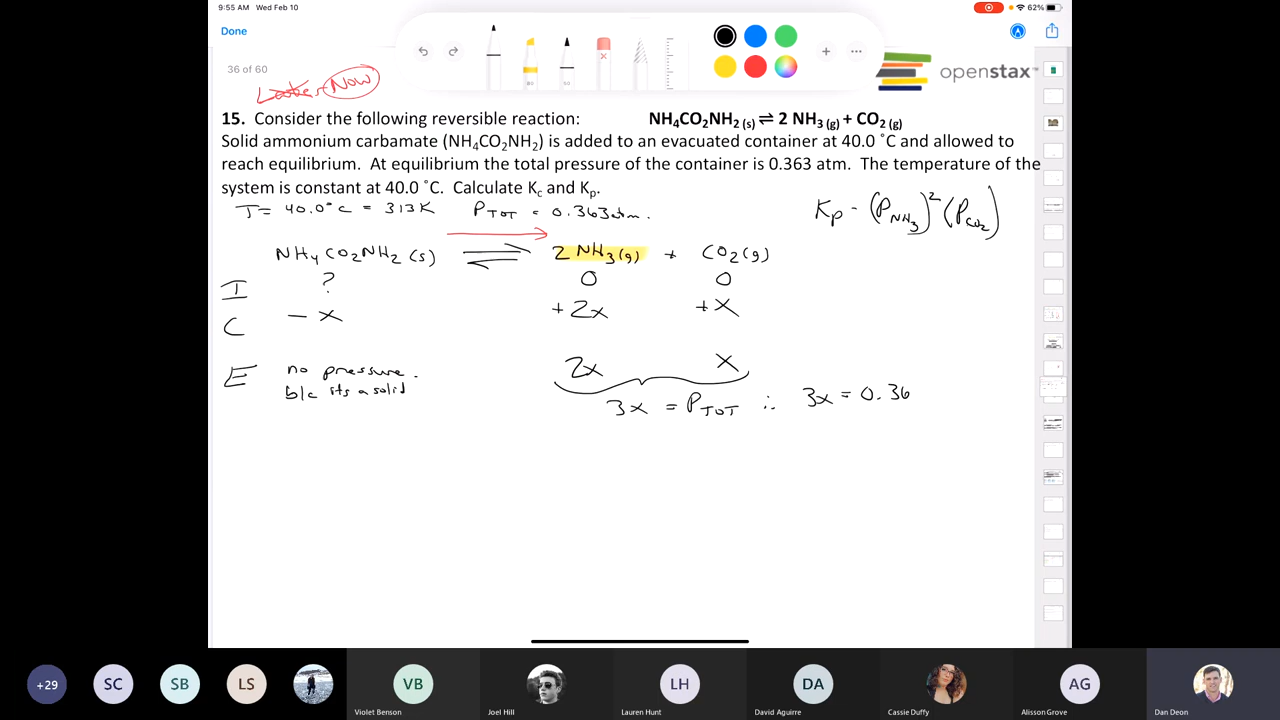 9:55 AM Wed Feb 10
62%
Done
36 of 60
Later Now
openstax™
15. Consider the following reversible reaction: NH4CO2NH2 (s) ⇌ 2 NH3 (g) + CO2 (g)
Solid ammonium carbamate (NH4CO2NH2) is added to an evacuated container at 40.0 ˚C and allowed to
reach equilibrium. At equilibrium the total pressure of the container is 0.363 atm. The temperature of the
system is constant at 40.0 ˚C. Calculate Kc and Kp.
T = 40.0°C = 313K PTOT = 0.363atm.
Kp - (PNH3)² (PCO2)
NH4CO2NH2 (s) ⇌ 2 NH3 (g) + CO2 (g)
I ? 0 0
C - x + 2x + x
E no pressure. 2x x
b/c its a solid
3x = PTOT ∴ 3x = 0.36
+29 SC SB LS VB LH DA AG
Violet Benson Joel Hill Lauren Hunt David Aguirre Cassie Duffy Alisson Grove Dan Deon